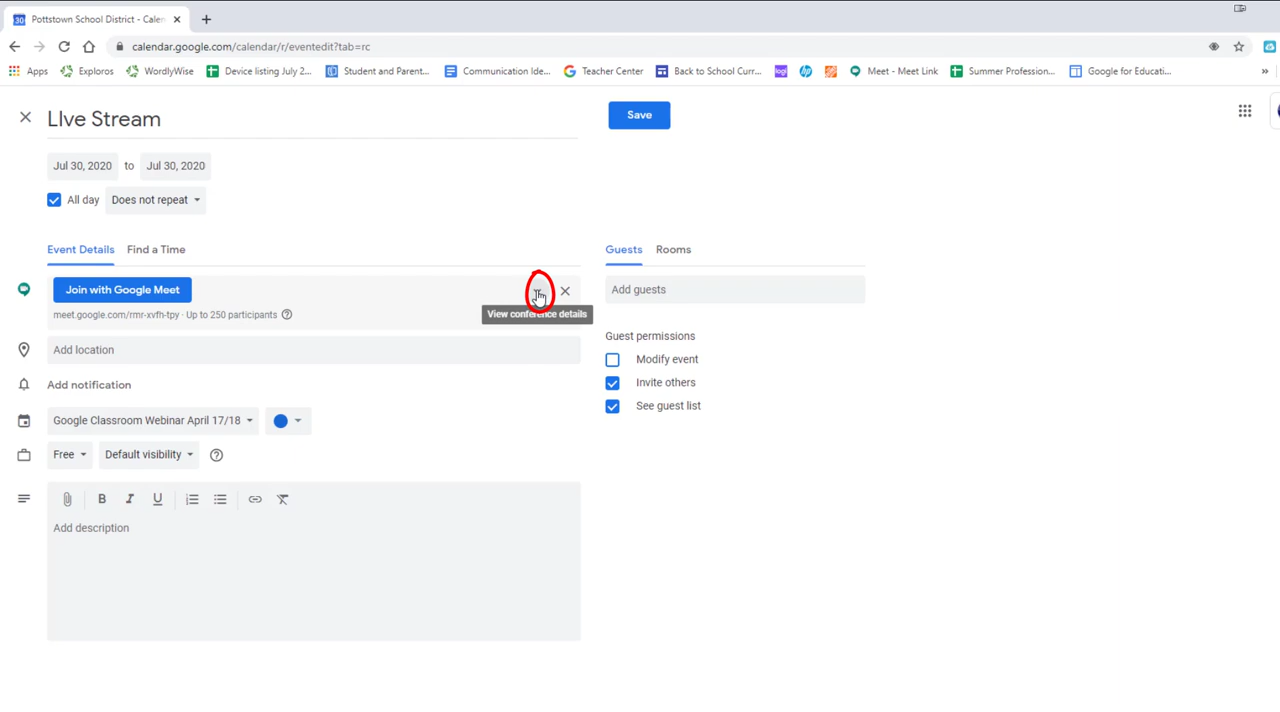 30 Pottstown School District - Calen
calendar.google.com/calendar/r/eventedit?tab=rc
Apps Exploros WordlyWise Device listing July 2... Student and Parent... Communication Ide... Teacher Center Back to School Curr... logi hp Meet - Meet Link Summer Profession... Google for Educati... »
LIve Stream
Save
Jul 30, 2020 to Jul 30, 2020
All day Does not repeat
Event Details Find a Time
Guests Rooms
Join with Google Meet
Add guests
View conference details
meet.google.com/rmr-xvfh-tpy · Up to 250 participants
Guest permissions
Add location
Modify event
Add notification
Invite others
See guest list
Google Classroom Webinar April 17/18
Free Default visibility
B I U
Add description